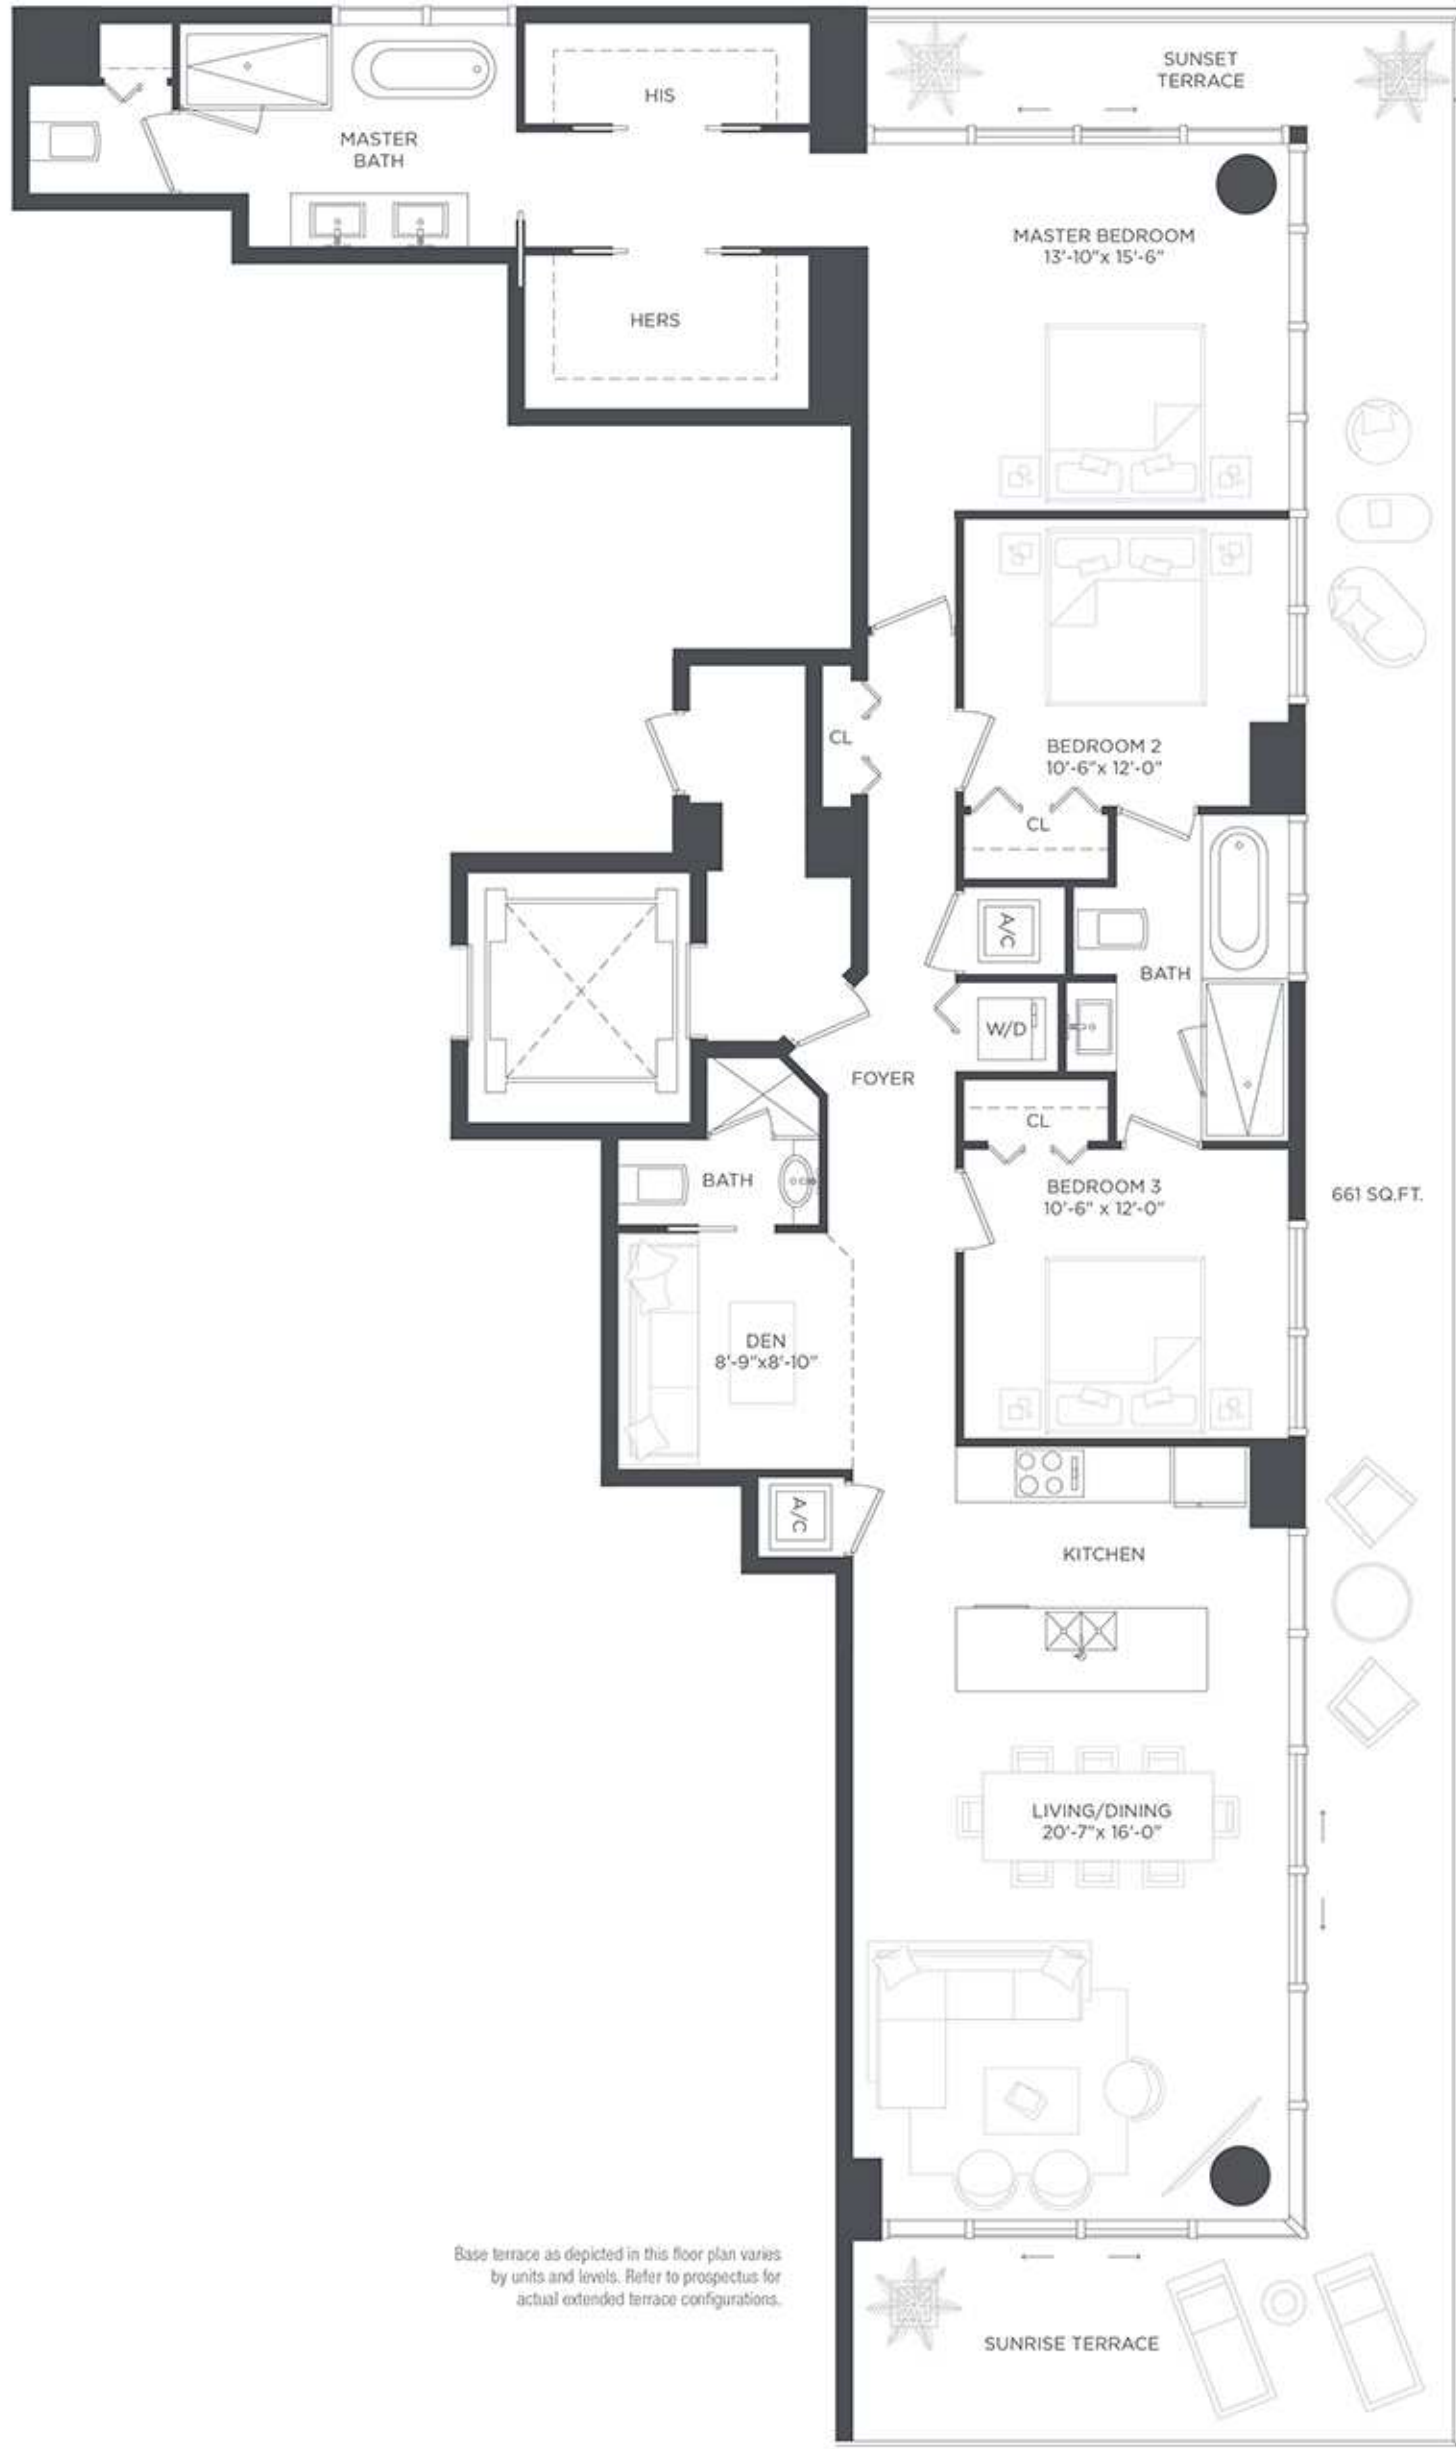 SUNSET
TERRACE
HIS
MASTER
BATH
MASTER BEDROOM
13'-10"x 15'-6"
HERS
CL
BEDROOM 2
10'-6"x 12'-0"
CL
A/C
BATH
W/D
FOYER
CL
BATH
BEDROOM 3
10'-6" x 12'-0"
661 SQ.FT.
DEN
8'-9"x8'-10"
A/C
KITCHEN
LIVING/DINING
20'-7"x 16'-0"
Base terrace as depicted in this floor plan varies
by units and levels. Refer to prospectus for
actual extended terrace configurations.
SUNRISE TERRACE